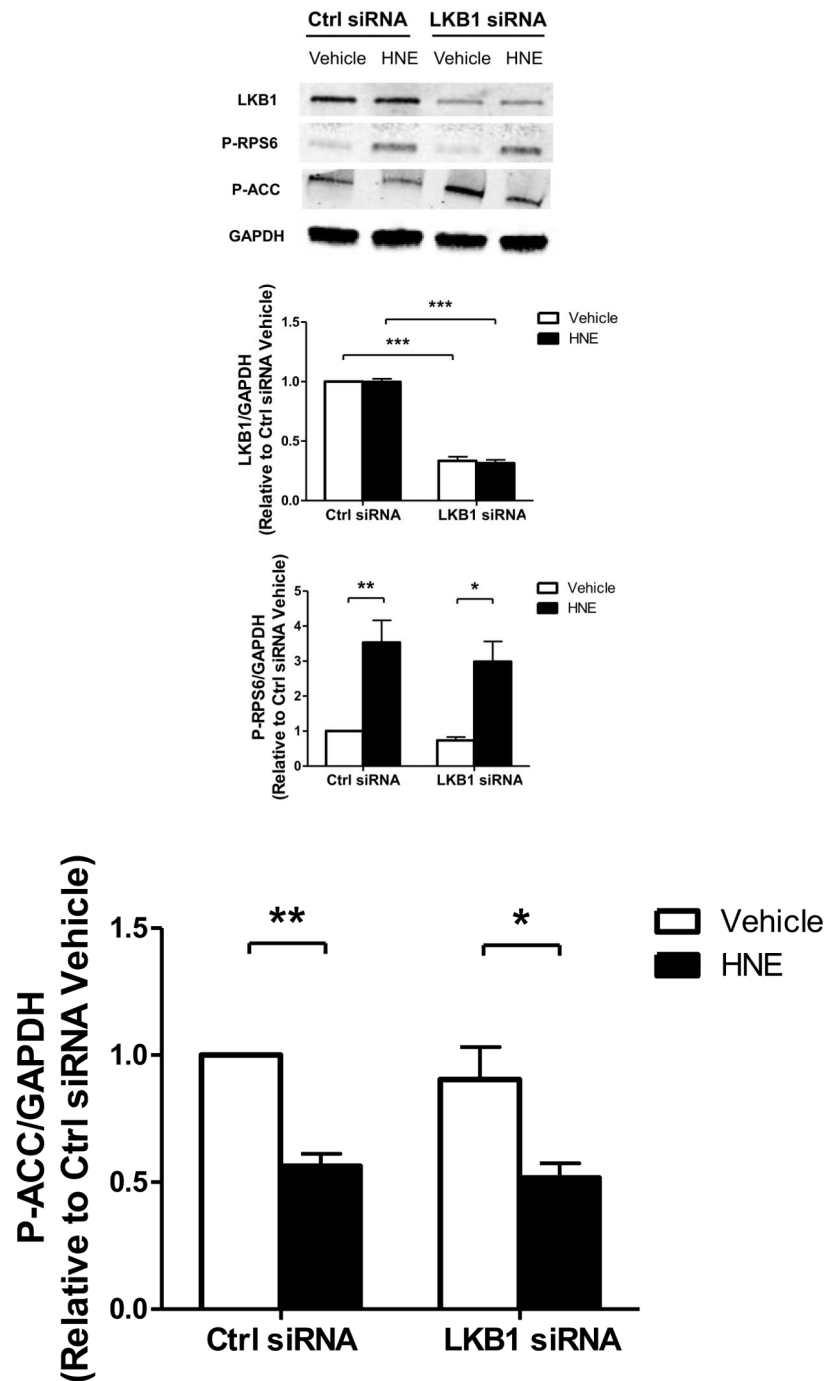 Ctrl siRNA LKB1 siRNA
Vehicle HNE Vehicle HNE
LKB1
P-RPS6
P-ACC
GAPDH
LKB1/GAPDH
(Relative to Ctrl siRNA Vehicle)
1.5
1.0
0.5
0.0
***
***
Vehicle
HNE
Ctrl siRNA LKB1 siRNA
P-RPS6/GAPDH
(Relative to Ctrl siRNA Vehicle)
5
4
3
2
1
0
** *
Vehicle
HNE
Ctrl siRNA LKB1 siRNA
P-ACC/GAPDH
(Relative to Ctrl siRNA Vehicle)
1.5
1.0
0.5
0.0
** *
Vehicle
HNE
Ctrl siRNA LKB1 siRNA